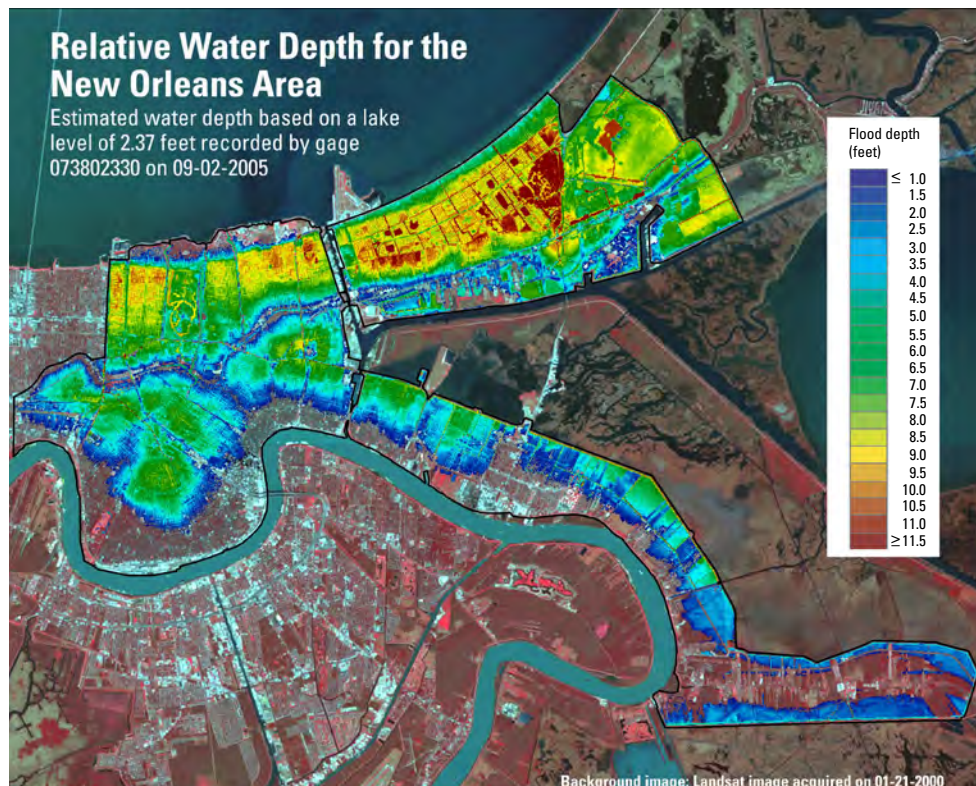 Relative Water Depth for the
New Orleans Area
Estimated water depth based on a lake
level of 2.37 feet recorded by gage
073802330 on 09-02-2005
Flood depth
(feet)
≤ 1.0
1.5
2.0
2.5
3.0
3.5
4.0
4.5
5.0
5.5
6.0
6.5
7.0
7.5
8.0
8.5
9.0
9.5
10.0
10.5
11.0
≥ 11.5
Background image: Landsat image acquired on 01-21-2000